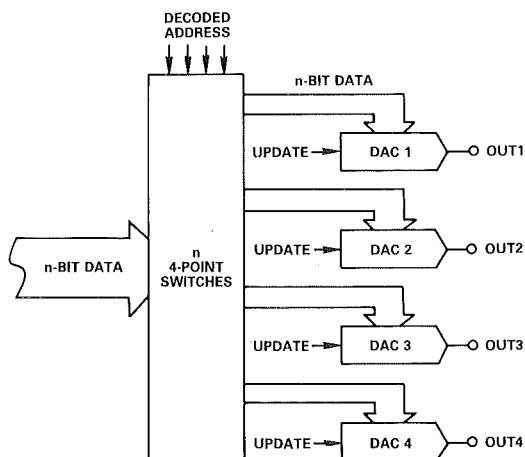 DECODED
ADDRESS
n-BIT DATA
UPDATE
DAC 1
OUT1
UPDATE
DAC 2
OUT2
n-BIT DATA
n
4-POINT
SWITCHES
UPDATE
DAC 3
OUT3
UPDATE
DAC 4
OUT4